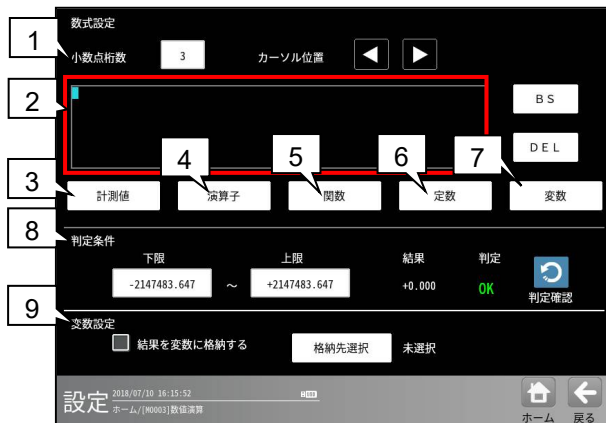 数式設定
1
小数点桁数 3 カーソル位置
2
BS
DEL
4 5 6 7
3
計測値 演算子 関数 定数 変数
8
判定条件
下限 上限 結果 判定
-2147483.647 ～ +2147483.647 +0.000 OK
判定確認
9
変数設定
結果を変数に格納する 格納先選択 未選択
設定 2018/07/10 16:15:52
ホーム/[M0003]数値演算
ホーム 戻る